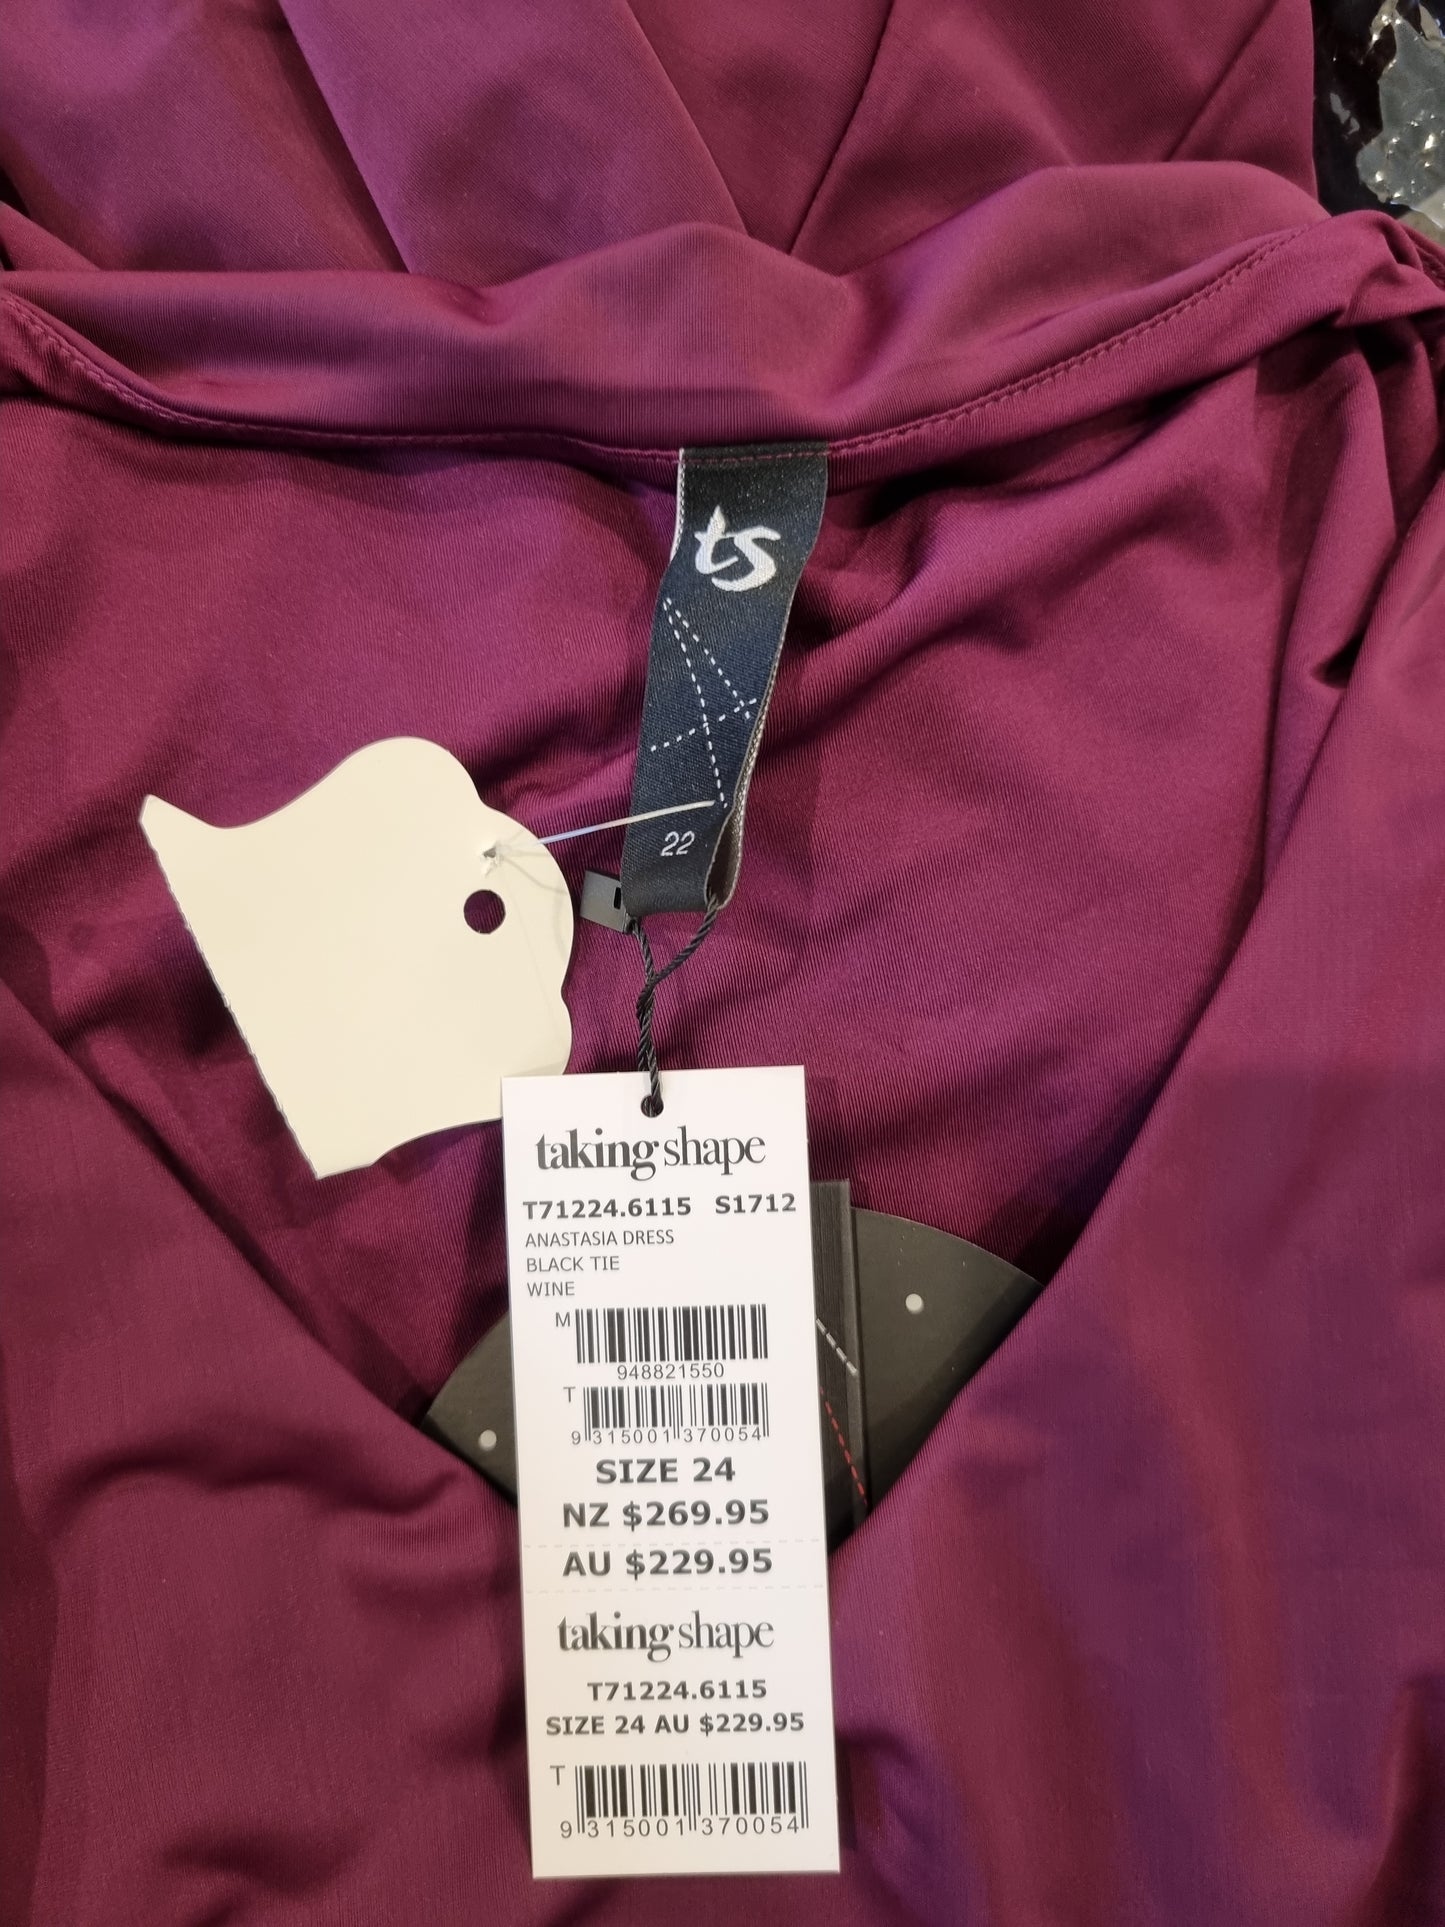 ts
22
taking shape
T71224.6115 S1712
ANASTASIA DRESS
BLACK TIE
WINE
M
948821550
T
9 315001 370054
SIZE 24
NZ $269.95
AU $229.95
taking shape
T71224.6115
SIZE 24 AU $229.95
T
9 315001 370054